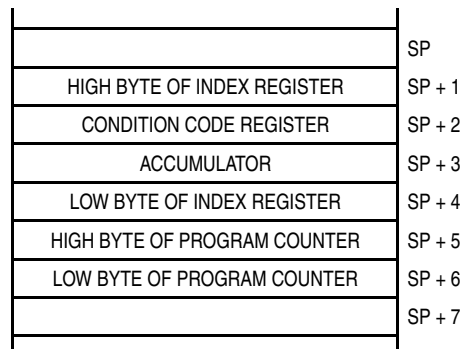 SP
HIGH BYTE OF INDEX REGISTER SP + 1
CONDITION CODE REGISTER SP + 2
ACCUMULATOR SP + 3
LOW BYTE OF INDEX REGISTER SP + 4
HIGH BYTE OF PROGRAM COUNTER SP + 5
LOW BYTE OF PROGRAM COUNTER SP + 6
SP + 7